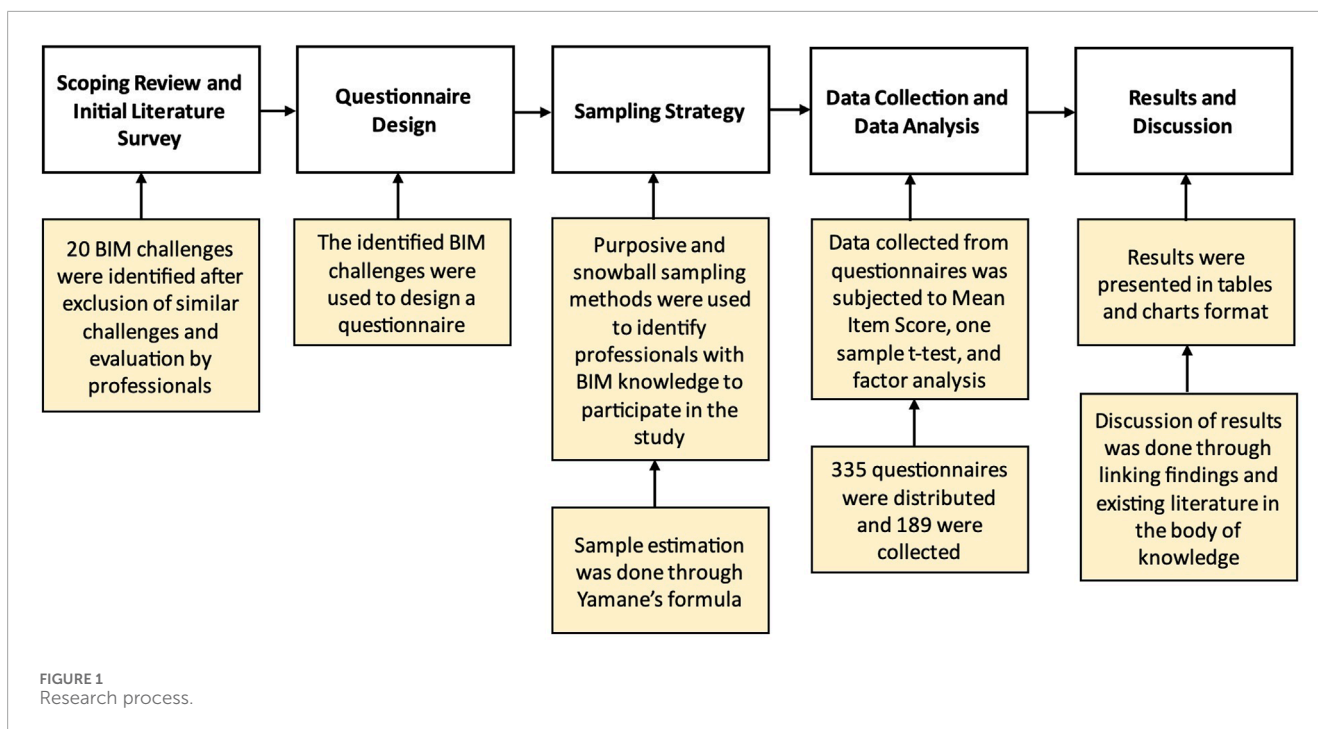 Scoping Review and
Initial Literature
Survey
Questionnaire
Design
Sampling Strategy
Data Collection and
Data Analysis
Results and
Discussion
20 BIM challenges
were identified after
exclusion of similar
challenges and
evaluation by
professionals
The identified BIM
challenges were
used to design a
questionnaire
Purposive and
snowball sampling
methods were used
to identify
professionals with
BIM knowledge to
participate in the
study
Sample estimation
was done through
Yamane’s formula
Data collected from
questionnaires was
subjected to Mean
Item Score, one
sample t-test, and
factor analysis
335 questionnaires
were distributed
and 189 were
collected
Results were
presented in tables
and charts format
Discussion of results
was done through
linking findings and
existing literature in
the body of
knowledge
FIGURE 1
Research process.